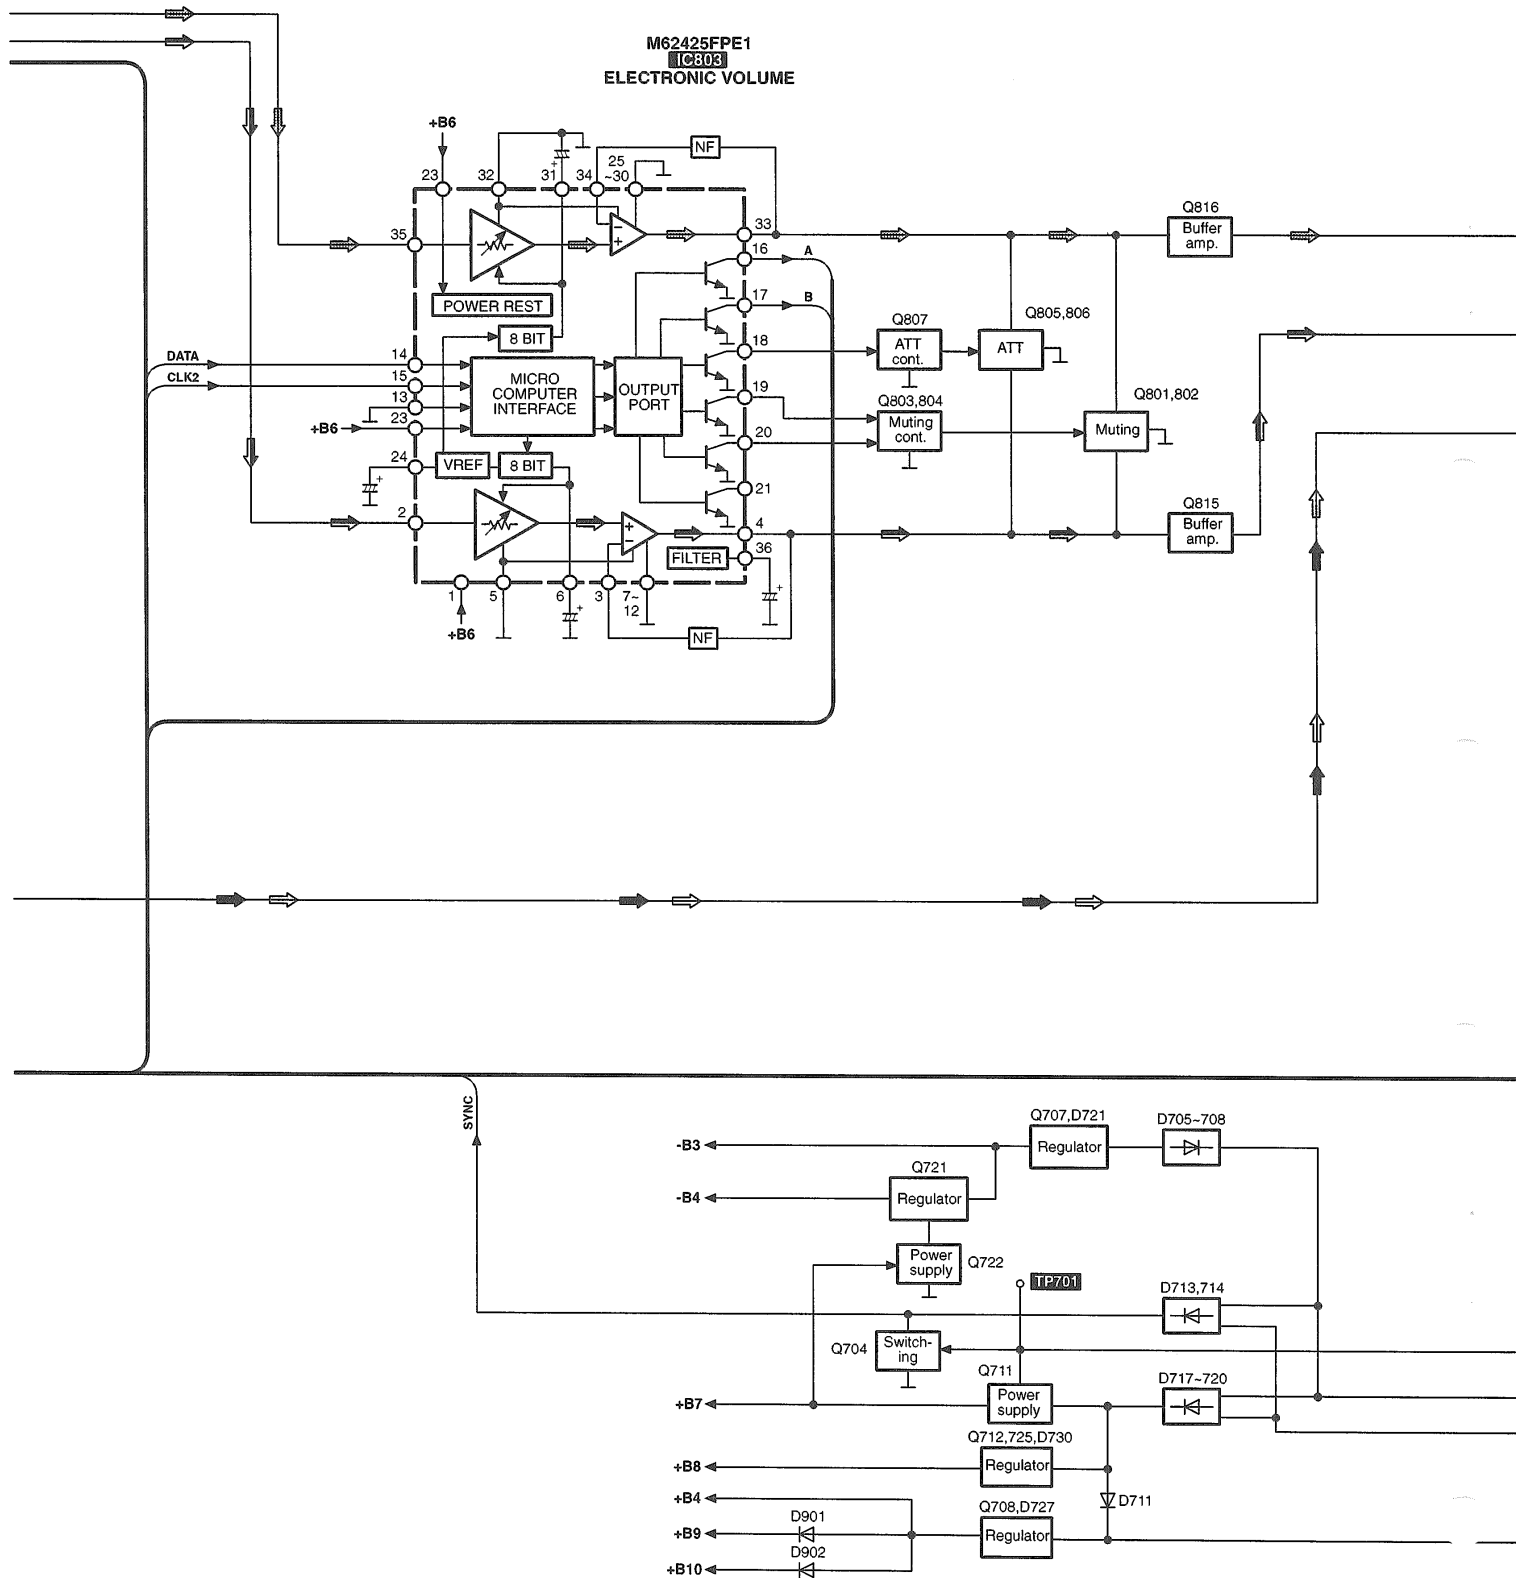 M62425FPE1
IC803
ELECTRONIC VOLUME
+B6
NF
23
32
31
34
25
~30
35
33
16
A
17
B
18
19
20
21
4
36
POWER REST
8 BIT
DATA
14
CLK2
15
13
+B6
23
24
2
MICRO
COMPUTER
INTERFACE
OUTPUT
PORT
VREF
8 BIT
FILTER
1
5
6
3
7~
12
+B6
+
+
+
+
−
+
+
−
NF
Q807
ATT
cont.
Q805,806
ATT
Q803,804
Muting
cont.
Q801,802
Muting
Q816
Buffer
amp.
Q815
Buffer
amp.
SYNC
-B3
Q707,D721
Regulator
D705~708
-B4
Q721
Regulator
Power
supply
Q722
TP701
D713,714
Q704
Switch-
ing
Q711
Power
supply
D717~720
+B7
Q712,725,D730
Regulator
+B8
+B4
D711
Q708,D727
Regulator
D901
+B9
D902
+B10